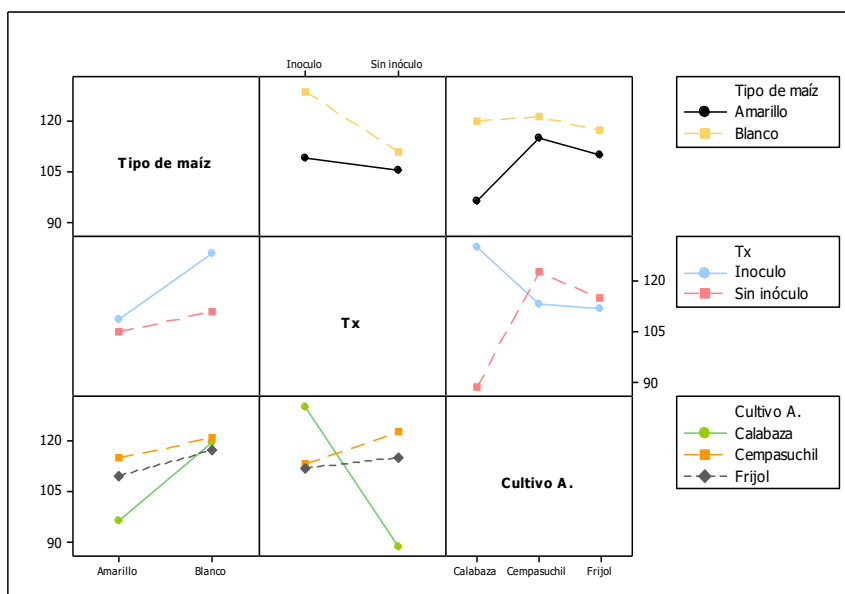 Inoculo Sin inóculo
Tipo de maíz
Amarillo
Blanco
120
105
90
Tipo de maíz
Tx
Inoculo
Sin inóculo
120
105
90
Tx
Cultivo A.
Calabaza
Cempasuchil
Frijol
120
105
90
Cultivo A.
Amarillo Blanco Calabaza Cempasuchil Frijol